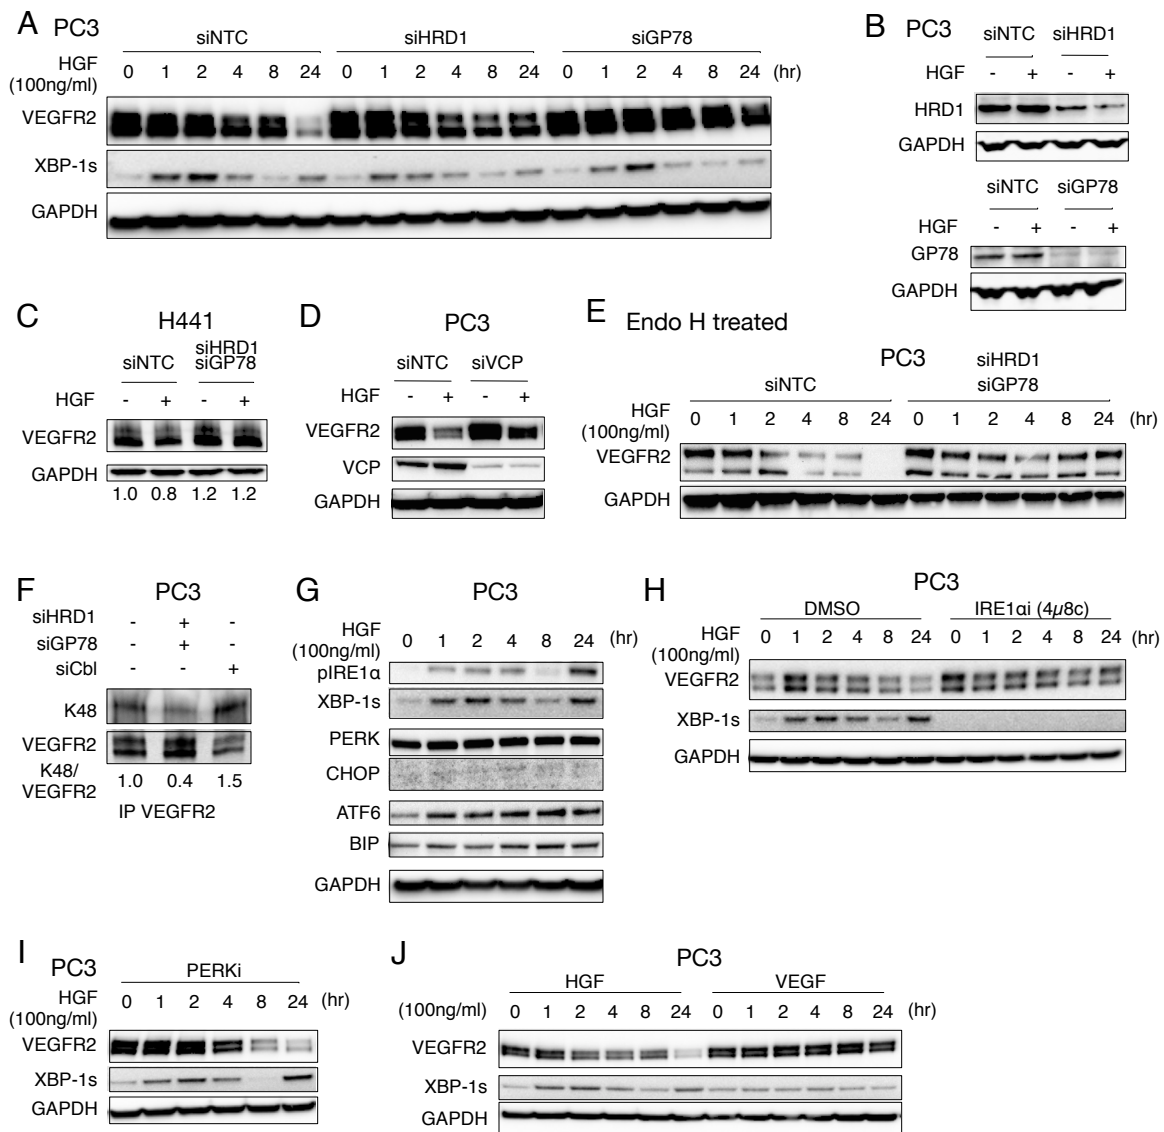 A PC3
siNTC siHRD1 siGP78
HGF (100ng/ml) 0 1 2 4 8 24 0 1 2 4 8 24 0 1 2 4 8 24 (hr)
VEGFR2
XBP-1s
GAPDH
B PC3
siNTC siHRD1
HGF - + - +
HRD1
GAPDH
siNTC siGP78
HGF - + - +
GP78
GAPDH
C H441
siNTC siHRD1 siGP78
HGF - + - +
VEGFR2
GAPDH
1.0 0.8 1.2 1.2
D PC3
siNTC siVCP
HGF - + - +
VEGFR2
VCP
GAPDH
E Endo H treated
PC3
siNTC siHRD1 siGP78
HGF (100ng/ml) 0 1 2 4 8 24 0 1 2 4 8 24 (hr)
VEGFR2
GAPDH
F PC3
siHRD1 - + -
siGP78 - + -
siCbl - - +
K48
VEGFR2
K48/ VEGFR2 1.0 0.4 1.5
IP VEGFR2
G PC3
HGF (100ng/ml) 0 1 2 4 8 24 (hr)
pIRE1α
XBP-1s
PERK
CHOP
ATF6
BIP
GAPDH
H PC3
DMSO IRE1αi (4μ8c)
HGF (100ng/ml) 0 1 2 4 8 24 0 1 2 4 8 24 (hr)
VEGFR2
XBP-1s
GAPDH
I PC3 PERKi
HGF (100ng/ml) 0 1 2 4 8 24 (hr)
VEGFR2
XBP-1s
GAPDH
J PC3
HGF VEGF
(100ng/ml) 0 1 2 4 8 24 0 1 2 4 8 24 (hr)
VEGFR2
XBP-1s
GAPDH